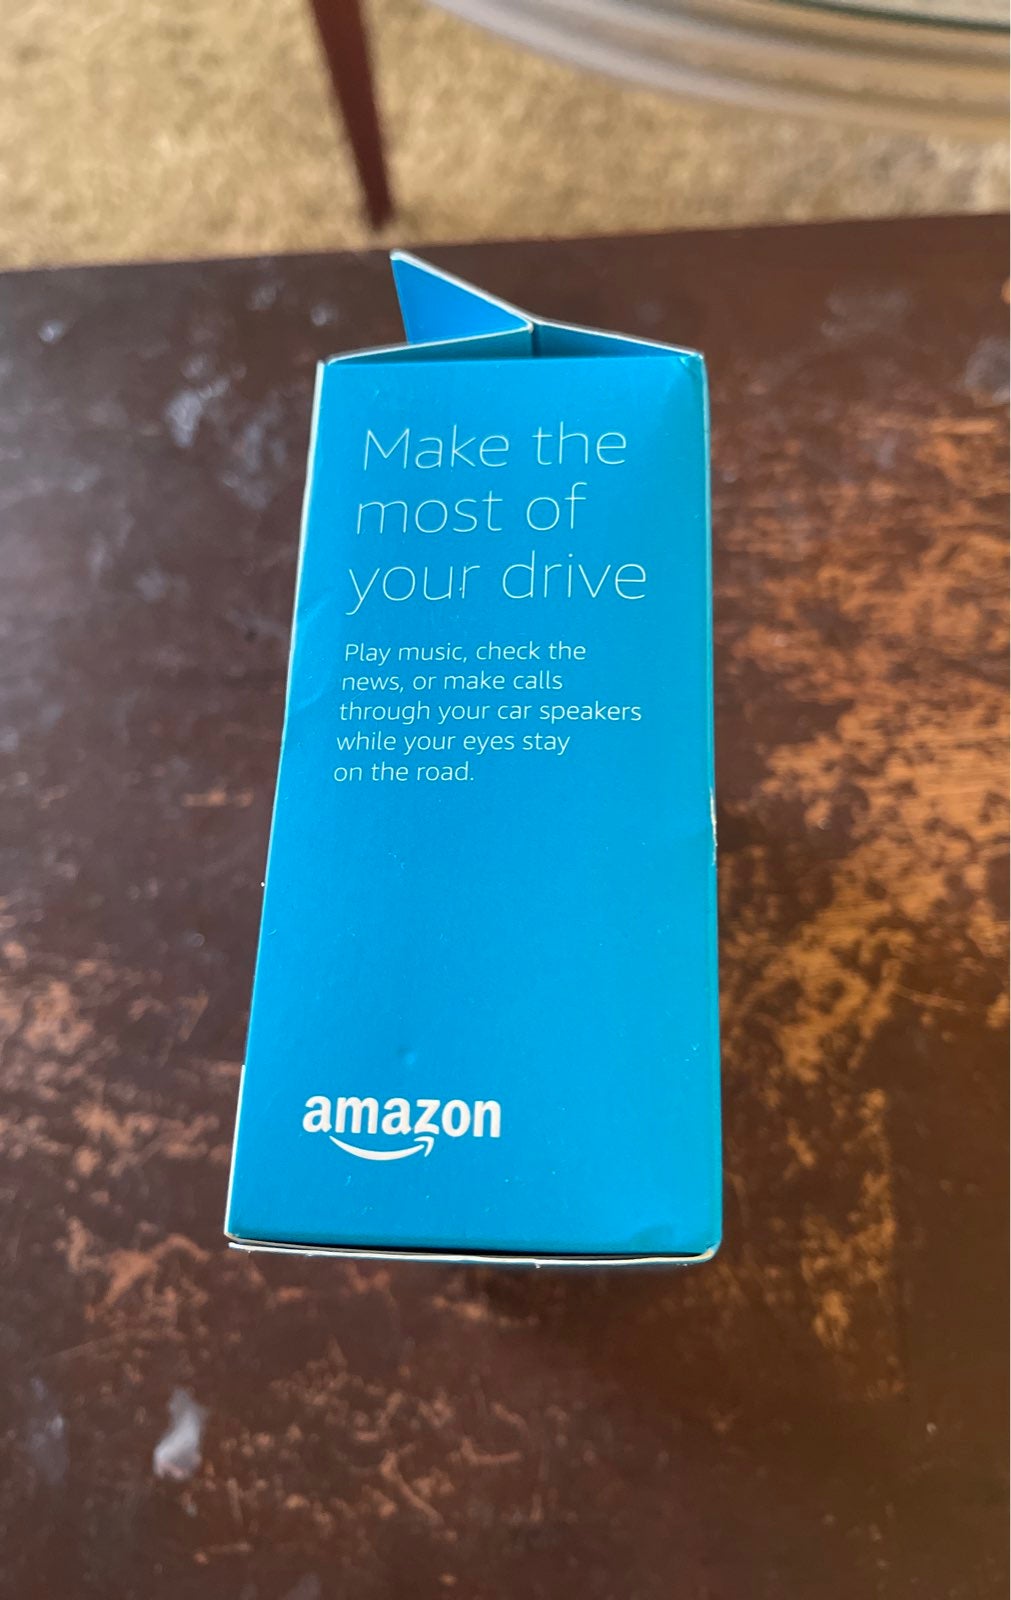 Make the
most of
your drive
Play music, check the
news, or make calls
through your car speakers
while your eyes stay
on the road.
amazon